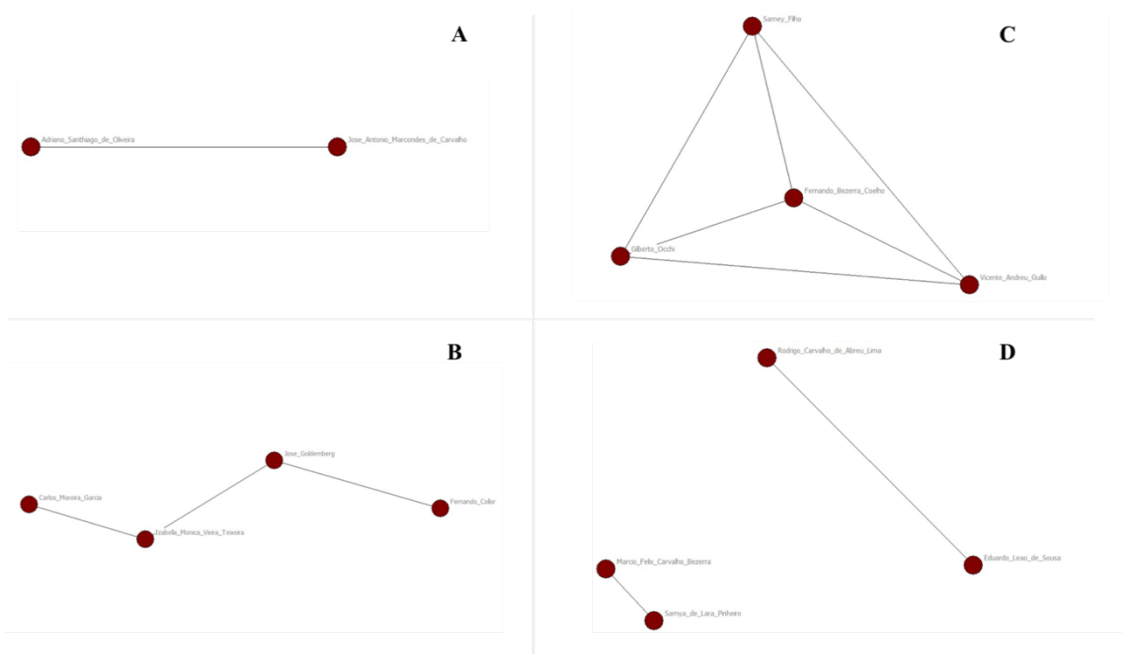 A
Adriano_Santhiago_de_Oliveira
Jose_Antonio_Marcondes_de_Carvalho
B
Jose_Goldemberg
Carlos_Moreira_Garcia
Fernando_Collor
Izabella_Monica_Vieira_Teixeira
C
Sarney_Filho
Fernando_Bezerra_Coelho
Gilberto_Occhi
Vicente_Andreu_Guillo
D
Rodrigo_Carvalho_de_Abreu_Lima
Eduardo_Leao_de_Sousa
Marco_Felix_Carvalho_Bezerra
Samya_de_Lara_Pinheiro